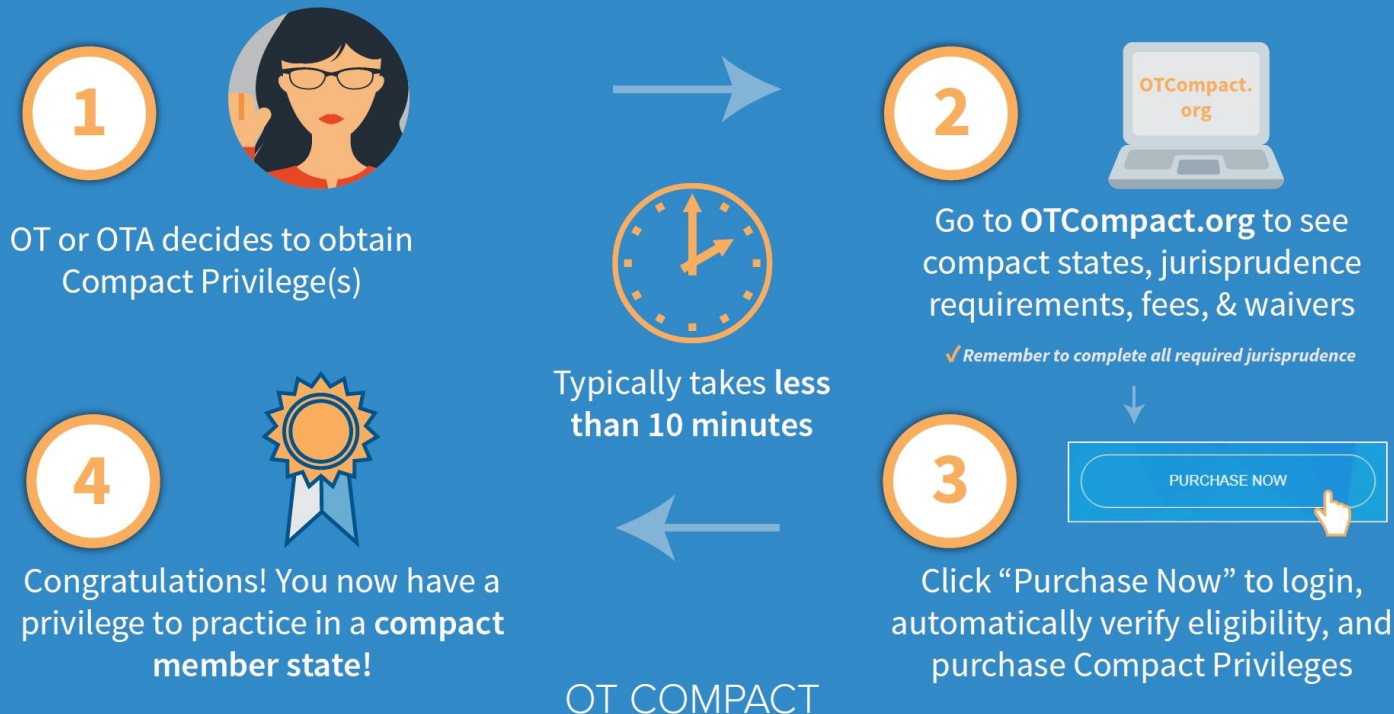 1
OT or OTA decides to obtain
Compact Privilege(s)
2
OTCompact.
org
Go to OTCompact.org to see
compact states, jurisprudence
requirements, fees, & waivers
✓Remember to complete all required jurisprudence
Typically takes less
than 10 minutes
3
PURCHASE NOW
Click “Purchase Now” to login,
automatically verify eligibility, and
purchase Compact Privileges
4
Congratulations! You now have a
privilege to practice in a compact
member state!
OT COMPACT